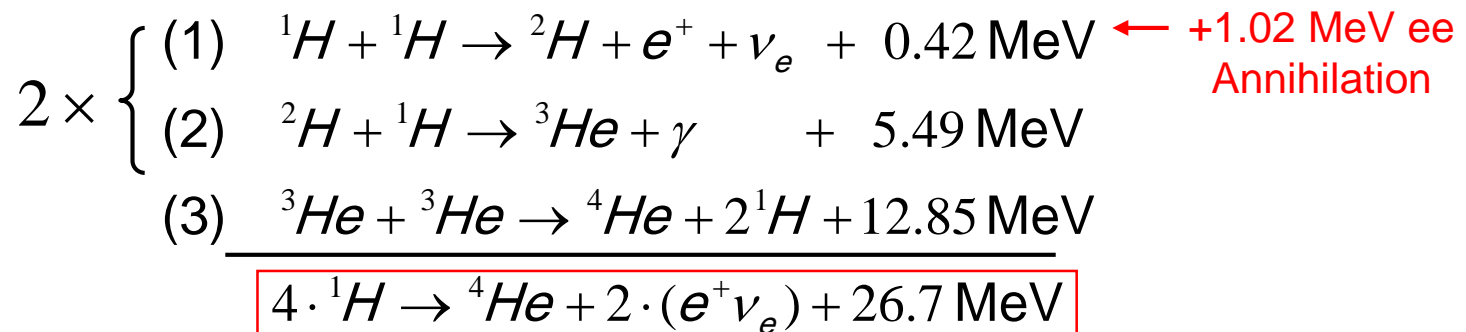 (1) ¹H + ¹H → ²H + e⁺ + νₑ + 0.42 MeV ← +1.02 MeV ee
Annihilation
2 × { (2) ²H + ¹H → ³He + γ + 5.49 MeV
(3) ³He + ³He → ⁴He + 2¹H + 12.85 MeV
4 · ¹H → ⁴He + 2 · (e⁺νₑ) + 26.7 MeV